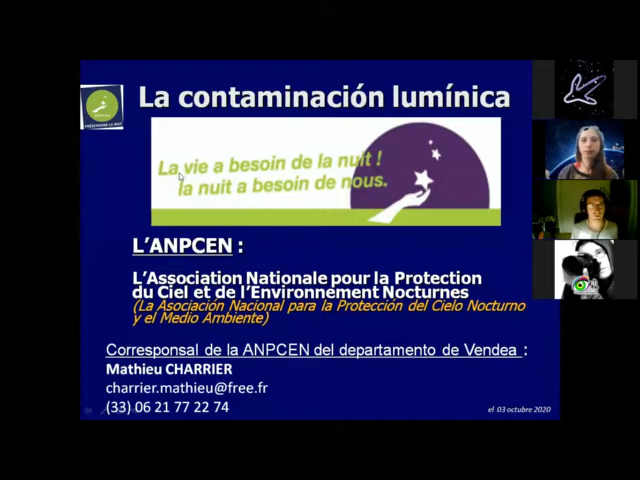 La contaminación lumínica
La vie a besoin de la nuit !
la nuit a besoin de nous.
L'ANPCEN :
L'Association Nationale pour la Protection
du Ciel et de l'Environnement Nocturnes
(La Asociación Nacional para la Protección del Cielo Nocturno
y el Medio Ambiente)
Corresponsal de la ANPCEN del departamento de Vendea :
Mathieu CHARRIER
charrier.mathieu@free.fr
(33) 06 21 77 22 74
el 03 octubre 2020